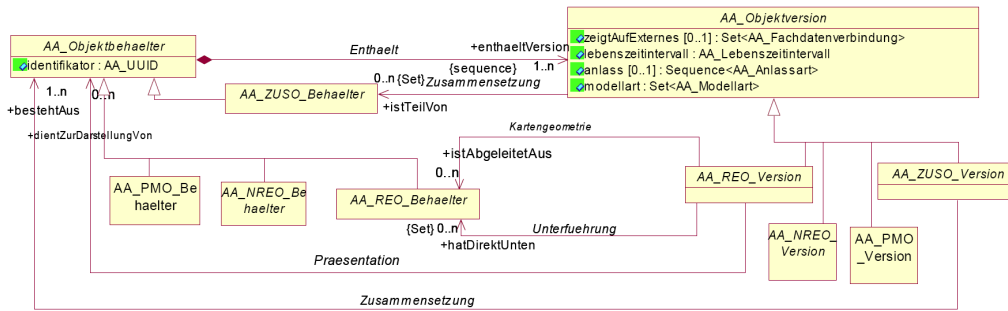 AA_Objektversion
AA_Objektbehaelter
zeigtAufExternes [0..1] : Set<AA_Fachdatenverbindung>
Enthaelt
+enthaeltVersion
lebenszeitintervall : AA_Lebenszeitintervall
identifikator : AA_UUID
{sequence}
1..n
anlass [0..1] : Sequence<AA_Anlassart>
0..n {Set}
Zusammensetzung
modellart : Set<AA_Modellart>
1..n
0..n
AA_ZUSO_Behaelter
+istTeilVon
+bestehtAus
+dientZurDarstellungVon
Kartengeometrie
+istAbgeleitetAus
0..n
AA_PMO_Be
haelter
AA_NREO_Be
haelter
AA_REO_Behaelter
AA_REO_Version
AA_ZUSO_Version
{Set} 0..n
Unterfuehrung
+hatDirektUnten
AA_NREO_
Version
AA_PMO
_Version
Praesentation
Zusammensetzung